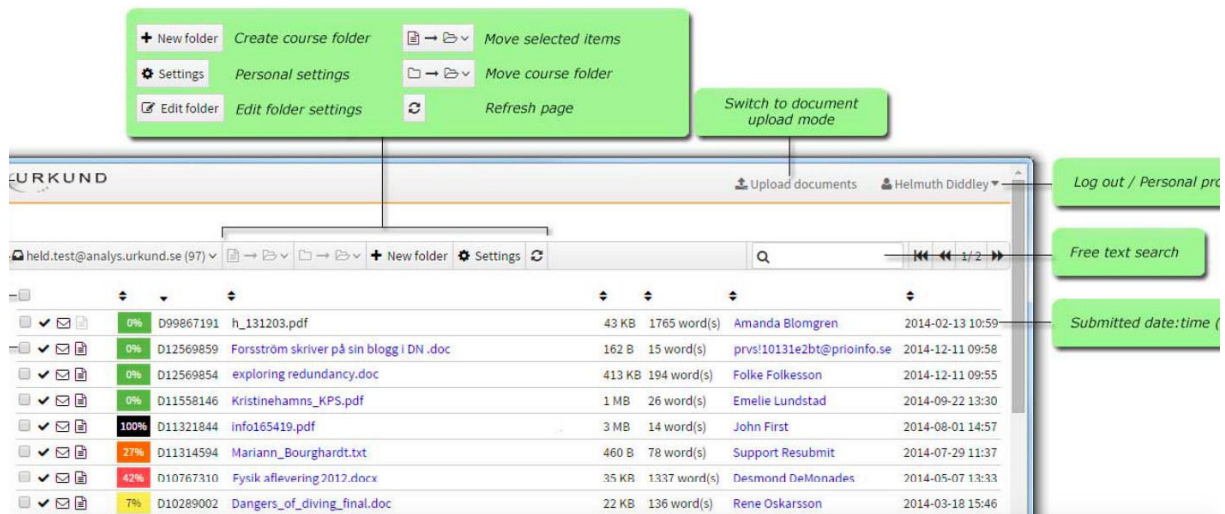 New folder Create course folder Move selected items
Settings Personal settings Move course folder
Edit folder Edit folder settings Refresh page
Switch to document
upload mode
URKUND
Upload documents Helmuth Diddley
Log out / Personal pro
held.test@analys.urkund.se (97) New folder Settings 1/2
Free text search
0% D99867191 h_131203.pdf 43 KB 1765 word(s) Amanda Blomgren 2014-02-13 10:59
Submitted date:time (
0% D12569859 Forsström skriver på sin blogg i DN .doc 162 B 15 word(s) prvs!10131e2bt@prioinfo.se 2014-12-11 09:58
0% D12569854 exploring redundancy.doc 413 KB 194 word(s) Folke Folkesson 2014-12-11 09:55
0% D11558146 Kristinehamns_KPS.pdf 1 MB 26 word(s) Emelie Lundstad 2014-09-22 13:30
100% D11321844 info165419.pdf 3 MB 14 word(s) John First 2014-08-01 14:57
27% D11314594 Mariann_Bourghardt.txt 460 B 78 word(s) Support Resubmit 2014-07-29 11:37
42% D10767310 Fysik aflevering 2012.docx 35 KB 1337 word(s) Desmond DeMonades 2014-05-07 13:33
7% D10289002 Dangers_of_diving_final.doc 22 KB 136 word(s) Rene Oskarsson 2014-03-18 15:46